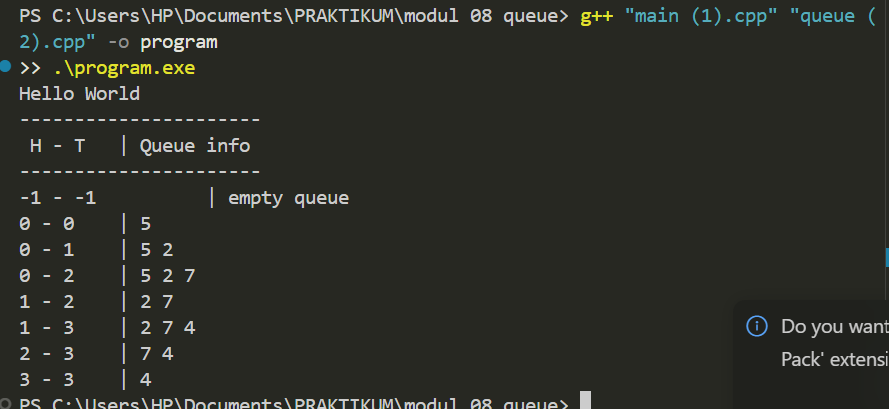 PS C:\Users\HP\Documents\PRAKTIKUM\modul 08 queue> g++ "main (1).cpp" "queue (
2).cpp" -o program
>> .\program.exe
Hello World
----------------------
 H - T   | Queue info
----------------------
-1 - -1          | empty queue
0 - 0    | 5
0 - 1    | 5 2
0 - 2    | 5 2 7
1 - 2    | 2 7
1 - 3    | 2 7 4
2 - 3    | 7 4
3 - 3    | 4
PS C:\Users\HP\Documents\PRAKTIKUM\modul 08 queue>
Do you want
Pack' extensi